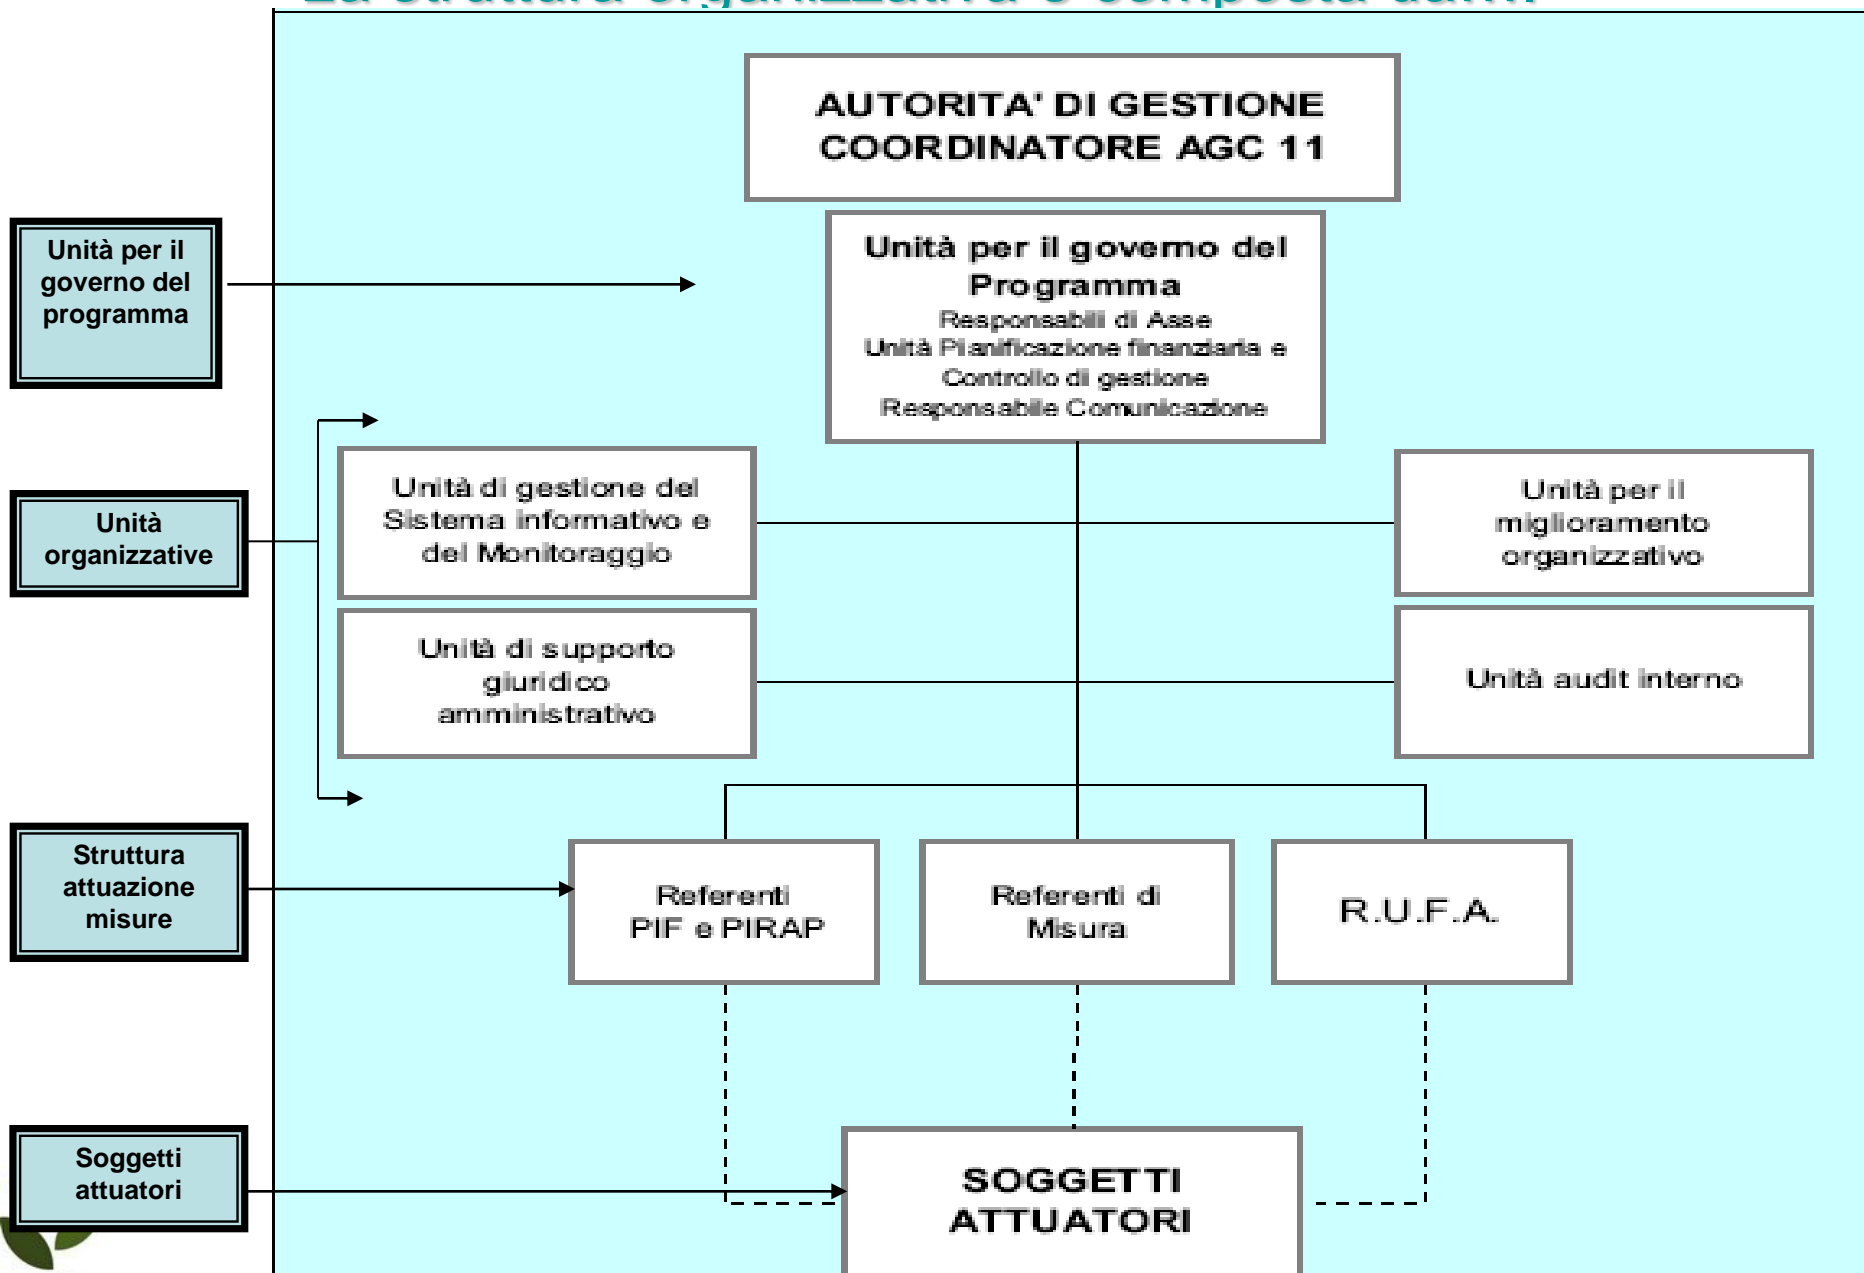 AUTORITA' DI GESTIONE
COORDINATORE AGC 11
Unità per il
governo del
programma
Unità per il governo del
Programma
Responsabili di Asse
Unità Pianificazione finanziaria e
Controllo di gestione
Responsabile Comunicazione
Unità
organizzative
Unità di gestione del
Sistema informativo e
del Monitoraggio
Unità per il
miglioramento
organizzativo
Unità di supporto
giuridico
amministrativo
Unità audit interno
Struttura
attuazione
misure
Referenti
PIF e PIRAP
Referenti di
Misura
R.U.F.A.
Soggetti
attuatori
SOGGETTI
ATTUATORI